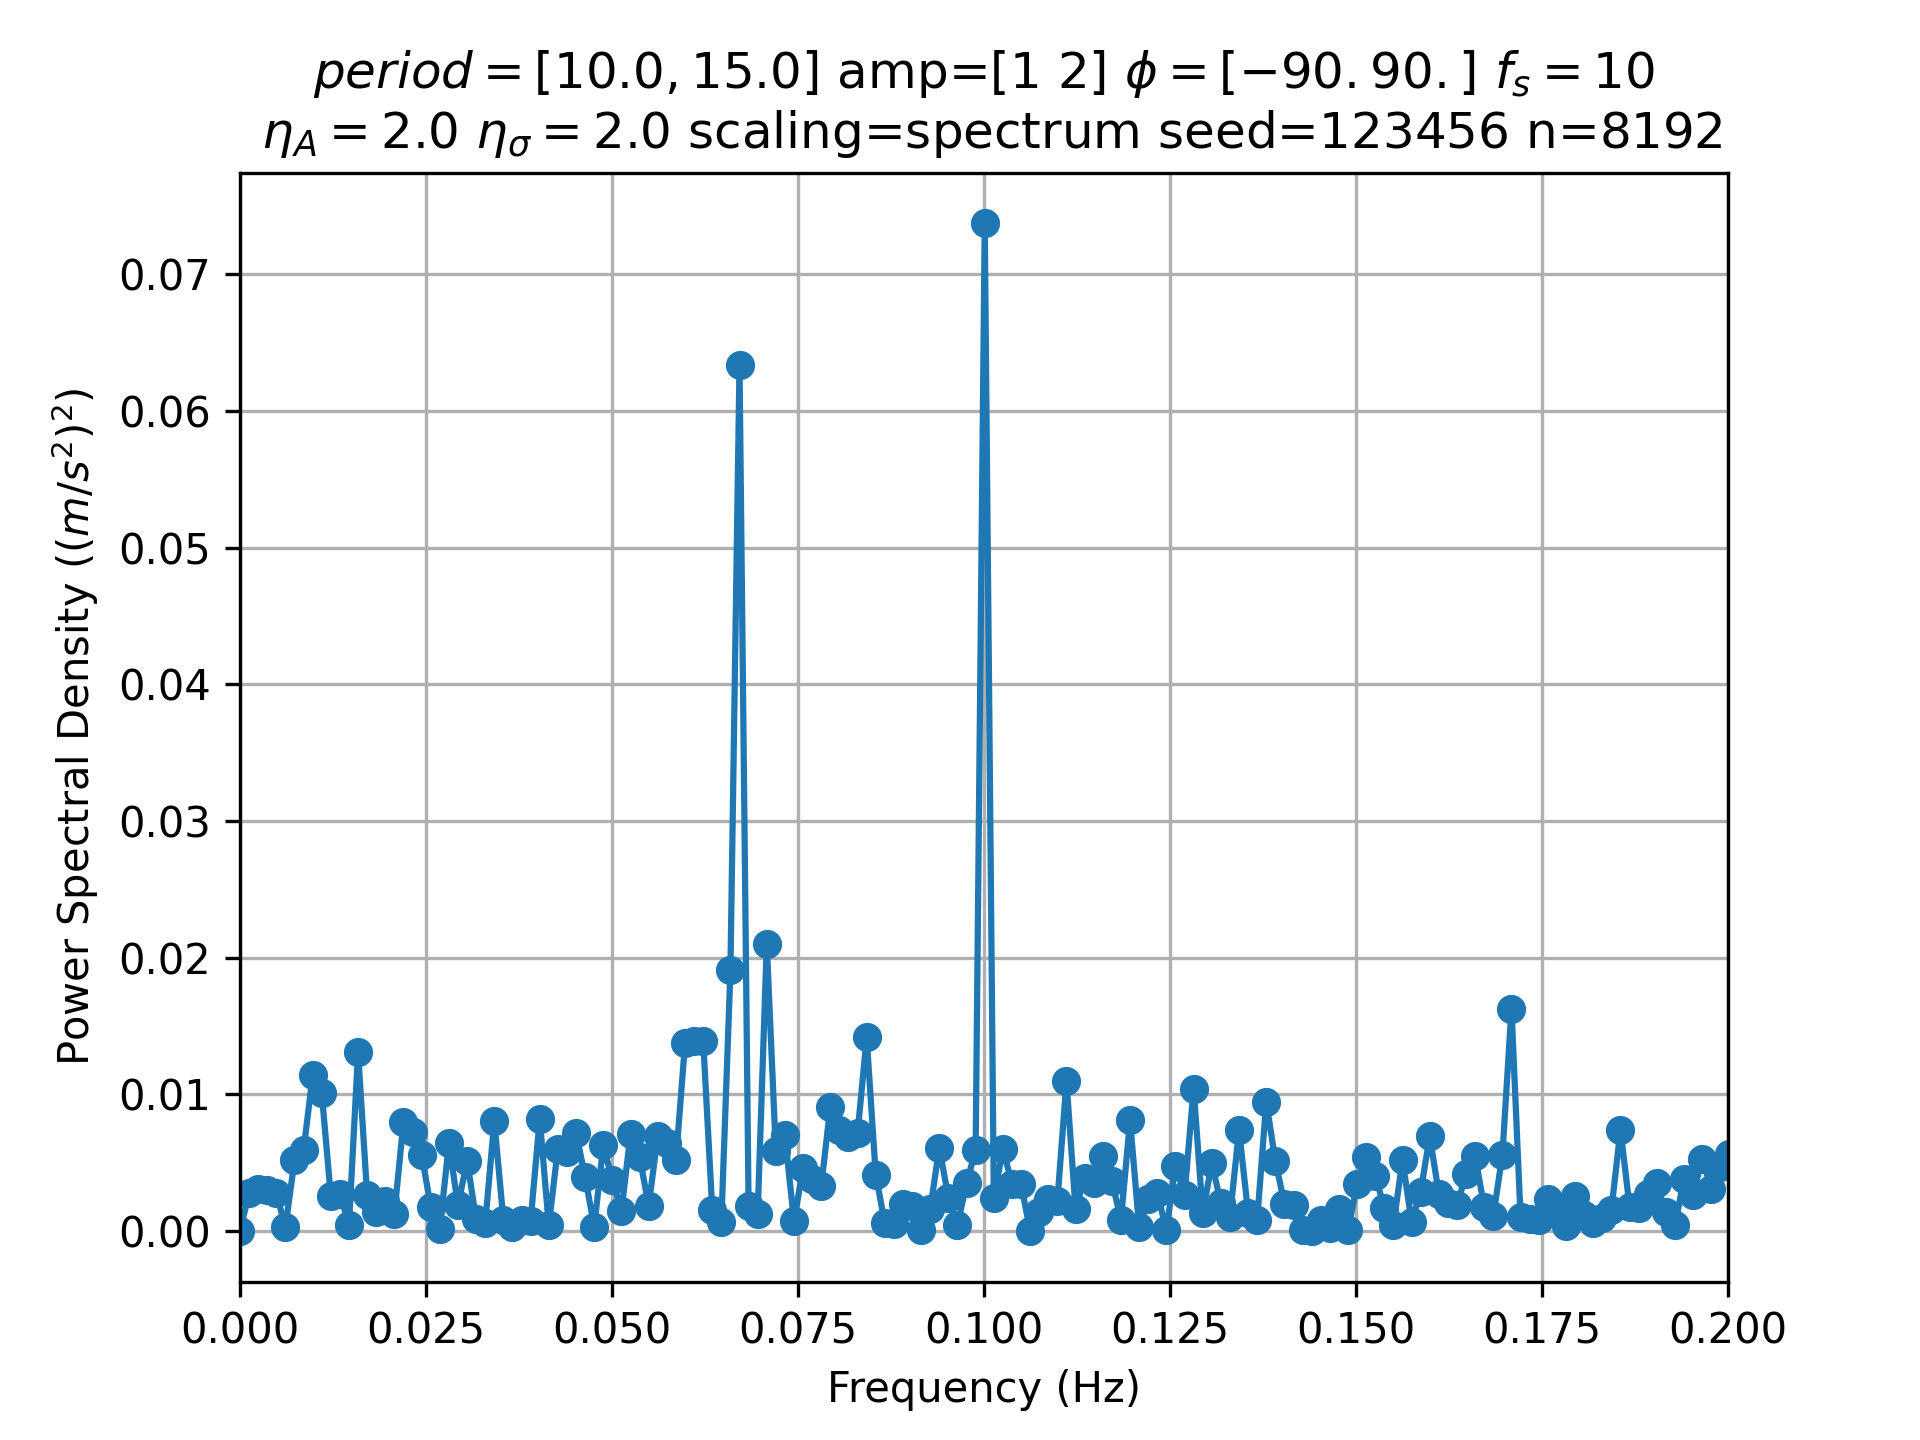 period = [10.0, 15.0] amp=[1 2] ϕ = [−90. 90.] fₛ = 10
η_A = 2.0 η_σ = 2.0 scaling=spectrum seed=123456 n=8192
Power Spectral Density ((m/s²)²)
0.07
0.06
0.05
0.04
0.03
0.02
0.01
0.00
0.000 0.025 0.050 0.075 0.100 0.125 0.150 0.175 0.200
Frequency (Hz)